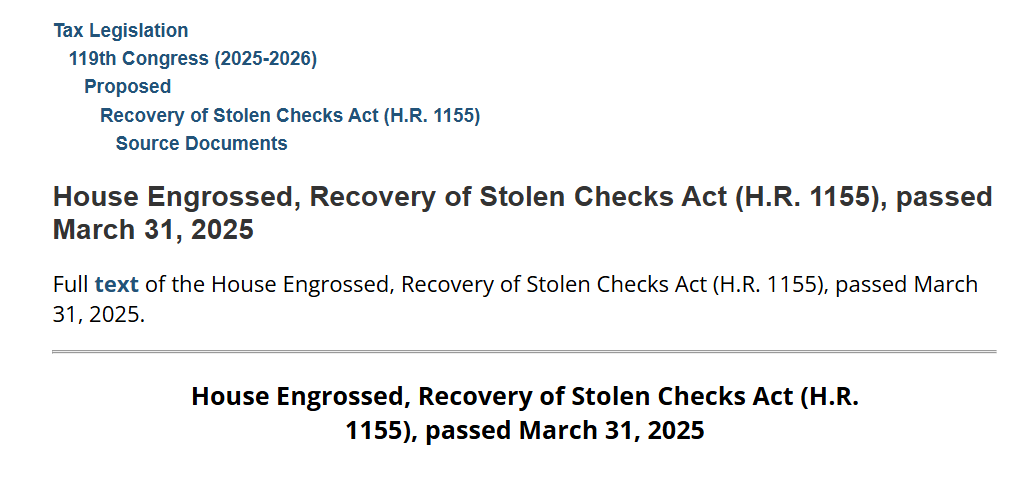 Tax Legislation
119th Congress (2025-2026)
Proposed
Recovery of Stolen Checks Act (H.R. 1155)
Source Documents
House Engrossed, Recovery of Stolen Checks Act (H.R. 1155), passed
March 31, 2025
Full text of the House Engrossed, Recovery of Stolen Checks Act (H.R. 1155), passed March
31, 2025.
House Engrossed, Recovery of Stolen Checks Act (H.R.
1155), passed March 31, 2025